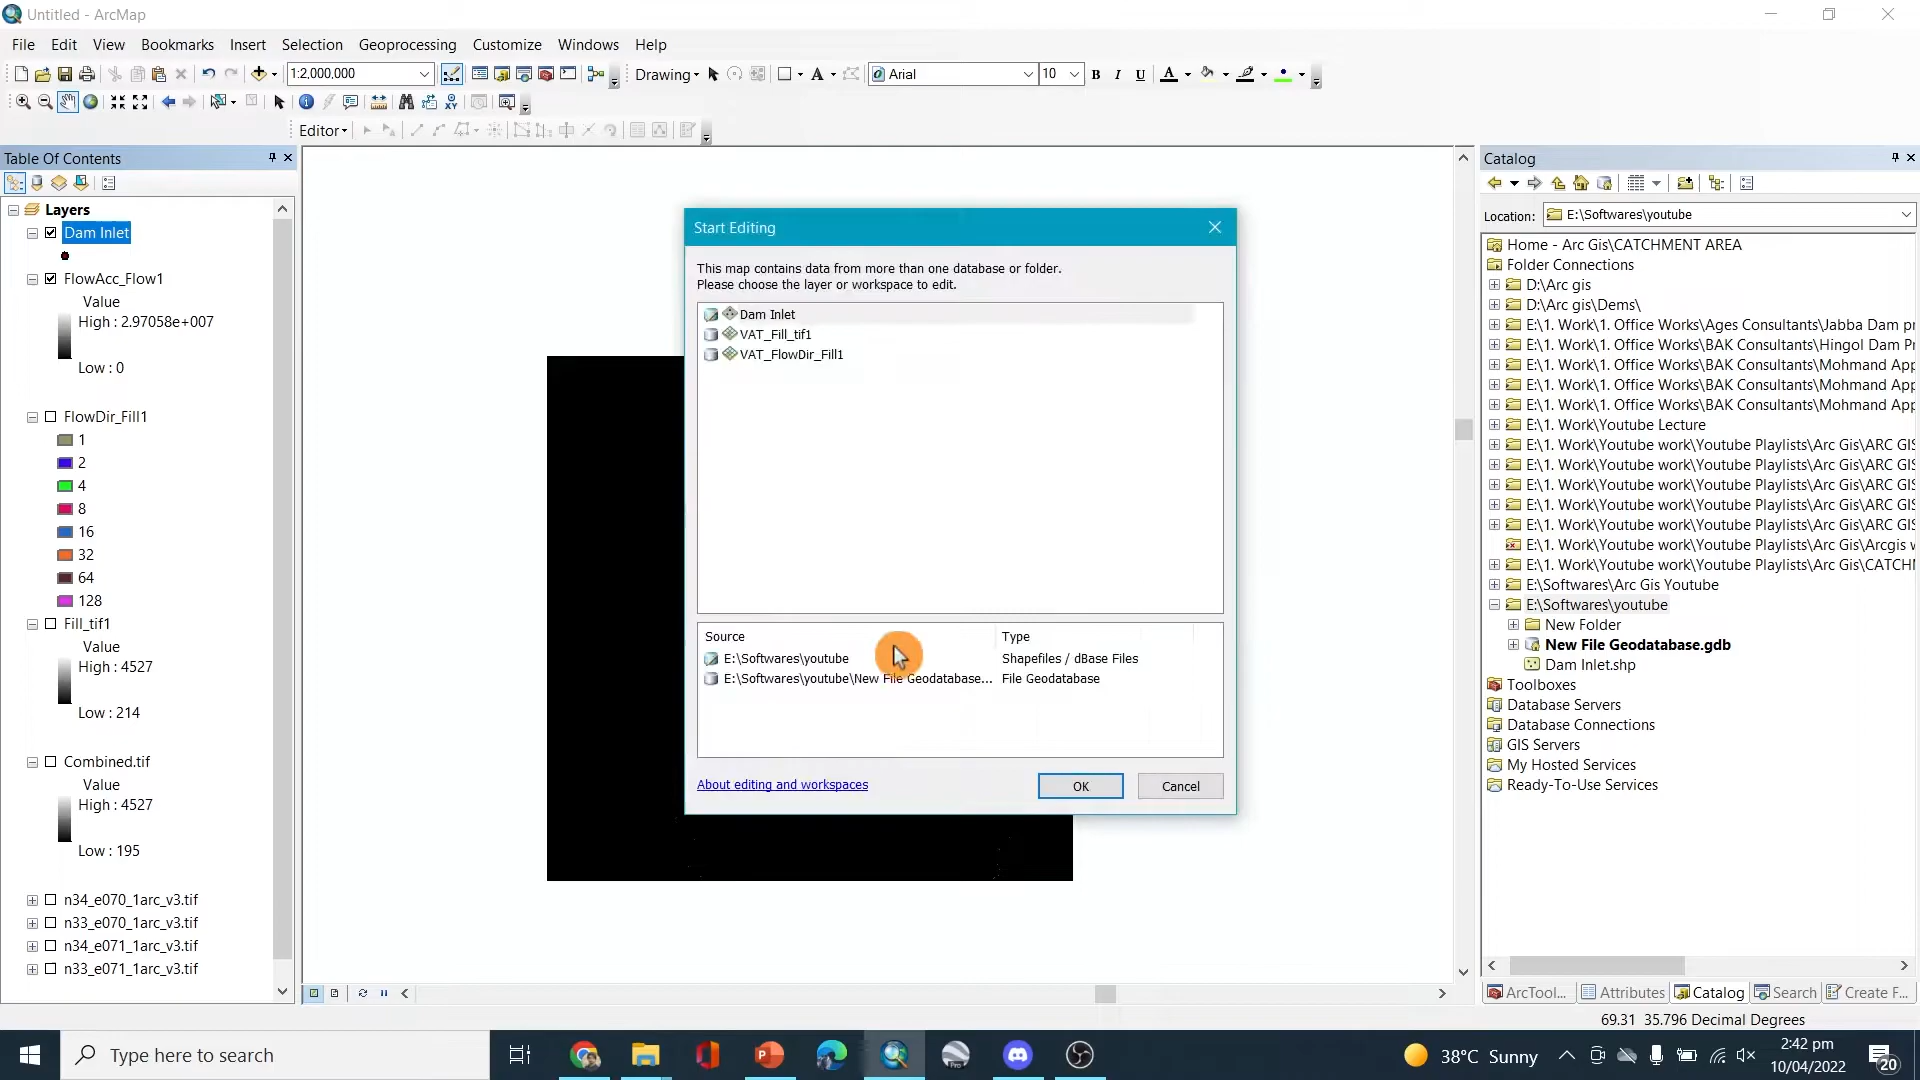 Untitled - ArcMap
File Edit View Bookmarks Insert Selection Geoprocessing Customize Windows Help
1:2,000,000 Drawing Arial 10 B I U A
Editor
Table Of Contents
Layers
Dam Inlet
FlowAcc_Flow1
Value
High : 2.97058e+007
Low : 0
FlowDir_Fill1
1
2
4
8
16
32
64
128
Fill_tif1
Value
High : 4527
Low : 214
Combined.tif
Value
High : 4527
Low : 195
n34_e070_1arc_v3.tif
n33_e070_1arc_v3.tif
n34_e071_1arc_v3.tif
n33_e071_1arc_v3.tif
Start Editing
This map contains data from more than one database or folder.
Please choose the layer or workspace to edit.
Dam Inlet
VAT_Fill_tif1
VAT_FlowDir_Fill1
Source Type
E:\Softwares\youtube Shapefiles / dBase Files
E:\Softwares\youtube\New File Geodatabase... File Geodatabase
About editing and workspaces
OK
Cancel
Catalog
Location: E:\Softwares\youtube
Home - Arc Gis\CATCHMENT AREA
Folder Connections
D:\Arc gis
D:\Arc gis\Dems\
E:\1. Work\1. Office Works\Ages Consultants\Jabba Dam pr
E:\1. Work\1. Office Works\BAK Consultants\Hingol Dam Pr
E:\1. Work\1. Office Works\BAK Consultants\Mohmand App
E:\1. Work\1. Office Works\BAK Consultants\Mohmand App
E:\1. Work\1. Office Works\BAK Consultants\Mohmand App
E:\1. Work\Youtube Lecture
E:\1. Work\Youtube work\Youtube Playlists\Arc Gis\ARC GIS
E:\1. Work\Youtube work\Youtube Playlists\Arc Gis\ARC GIS
E:\1. Work\Youtube work\Youtube Playlists\Arc Gis\ARC GIS
E:\1. Work\Youtube work\Youtube Playlists\Arc Gis\ARC GIS
E:\1. Work\Youtube work\Youtube Playlists\Arc Gis\ARC GIS
E:\1. Work\Youtube work\Youtube Playlists\Arc Gis\Arcgis v
E:\1. Work\Youtube work\Youtube Playlists\Arc Gis\CATCHI
E:\Softwares\Arc Gis Youtube
E:\Softwares\youtube
New Folder
New File Geodatabase.gdb
Dam Inlet.shp
Toolboxes
Database Servers
Database Connections
GIS Servers
My Hosted Services
Ready-To-Use Services
ArcTool... Attributes Catalog Search Create F...
69.31 35.796 Decimal Degrees
Type here to search
38°C Sunny
2:42 pm
10/04/2022
20